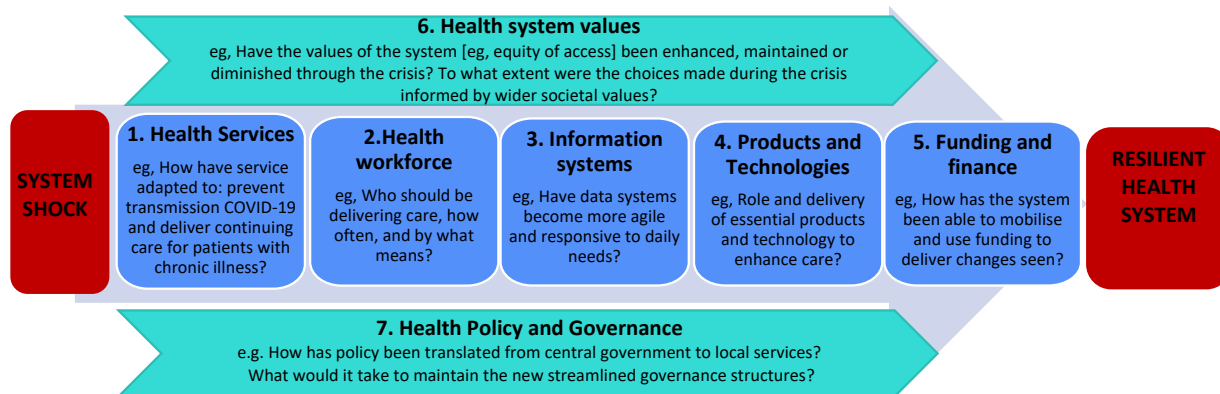 6. Health system values
eg, Have the values of the system [eg, equity of access] been enhanced, maintained or
diminished through the crisis? To what extent were the choices made during the crisis
informed by wider societal values?
SYSTEM
SHOCK
1. Health Services
eg, How have service
adapted to: prevent
transmission COVID-19
and deliver continuing
care for patients with
chronic illness?
2.Health
workforce
eg, Who should be
delivering care, how
often, and by what
means?
3. Information
systems
eg, Have data systems
become more agile
and responsive to daily
needs?
4. Products and
Technologies
eg, Role and delivery
of essential products
and technology to
enhance care?
5. Funding and
finance
eg, How has the system
been able to mobilise
and use funding to
deliver changes seen?
RESILIENT
HEALTH
SYSTEM
7. Health Policy and Governance
e.g. How has policy been translated from central government to local services?
What would it take to maintain the new streamlined governance structures?